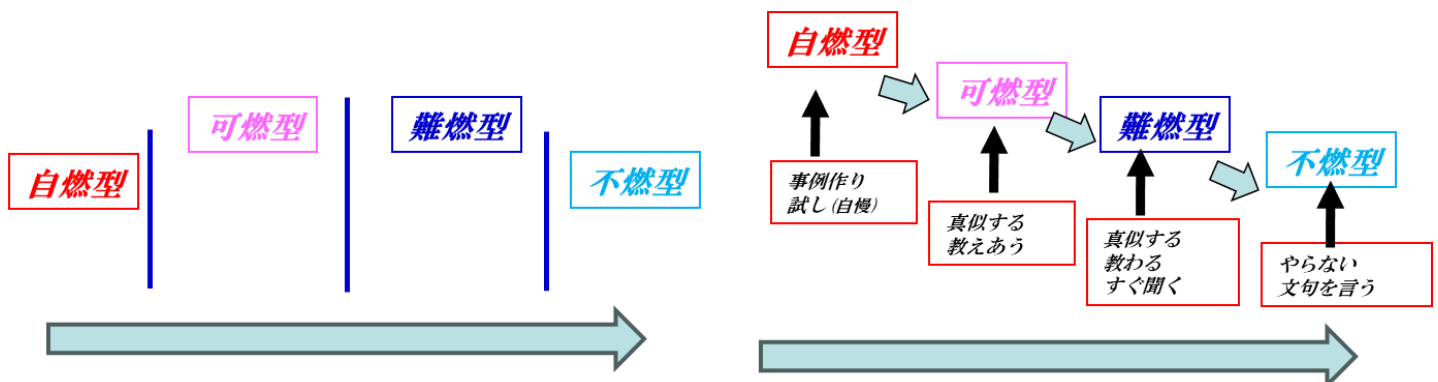 自燃型
可燃型
難燃型
不燃型
自燃型
可燃型
難燃型
不燃型
事例作り
試し(自慢)
真似する
教えあう
真似する
教わる
すぐ聞く
やらない
文句を言う